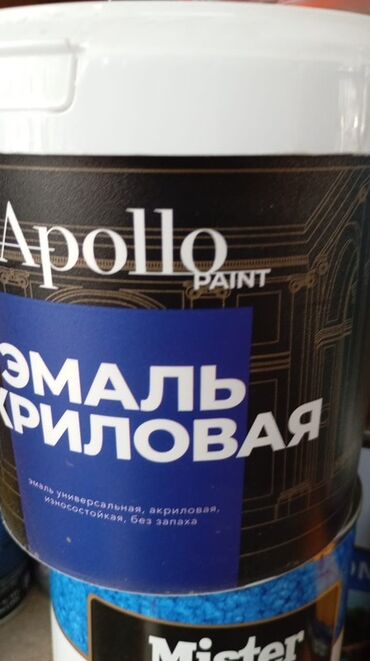 Apollo
PAINT
ЭМАЛЬ
КРИЛОВАЯ
эмаль универсальная, акриловая,
износостойкая, без запаха
Mister